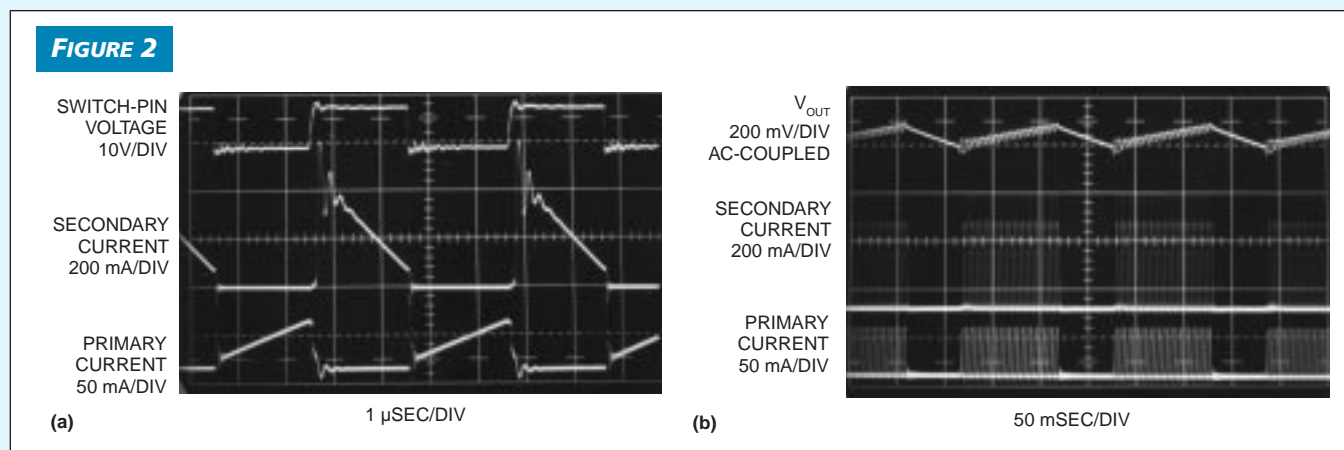 FIGURE 2
SWITCH-PIN
VOLTAGE
10V/DIV
SECONDARY
CURRENT
200 mA/DIV
PRIMARY
CURRENT
50 mA/DIV
(a)
1 µSEC/DIV
VOUT
200 mV/DIV
AC-COUPLED
SECONDARY
CURRENT
200 mA/DIV
PRIMARY
CURRENT
50 mA/DIV
(b)
50 mSEC/DIV